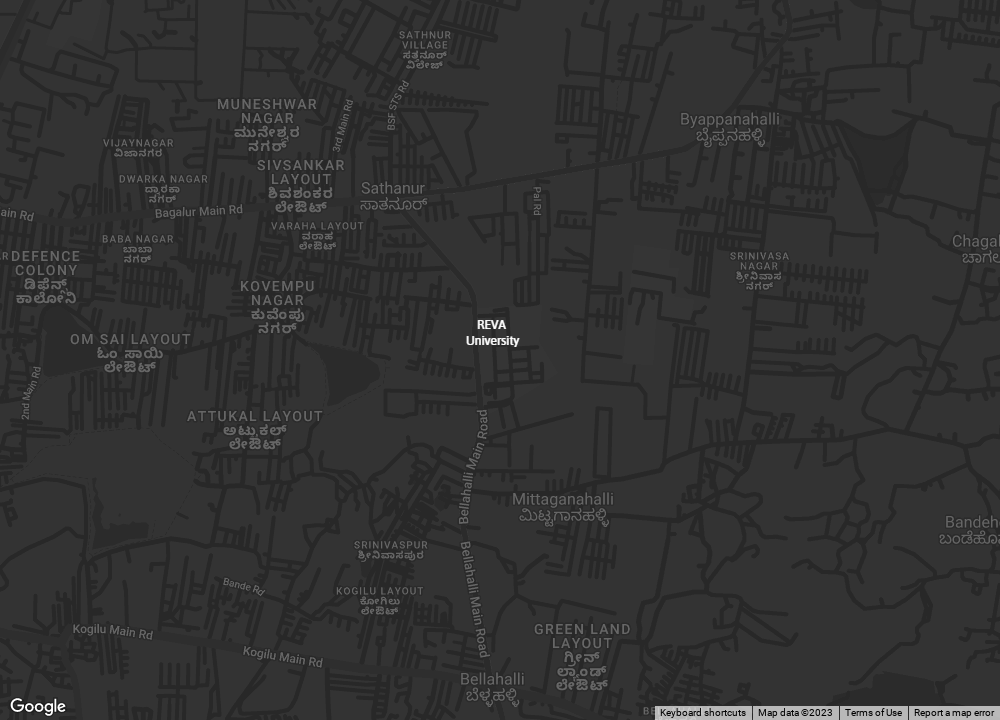 SATHNUR
VILLAGE
ಸತ್ನೂರ್
ವಿಲೇಜ್
MUNESHWAR
NAGAR
ಮುನೇಶ್ವರ
ನಗರ್
3rd Main Rd
BSF STS Rd
Byappanahalli
ಬೈಪ್ಪನಹಳ್ಳಿ
VIJAYNAGAR
ವಿಜಾನಗರ
SIVSANKAR
LAYOUT
ಶಿವಶಂಕರ
ಲೇಔಟ್
DWARKA NAGAR
ದ್ವಾರಕಾ
ನಗರ್
Sathanur
ಸಾತನೂರ್
Pal Rd
ain Rd
Bagalur Main Rd
VARAHA LAYOUT
ವರಾಹ
ಲೇಔಟ್
BABA NAGAR
ಬಾಬಾ
ನಗರ್
Chagal
ಚಾಗಲ
DEFENCE
COLONY
ಡಿಫೆನ್ಸ್
ಕಾಲೋನಿ
SRINIVASA
NAGAR
ಶ್ರೀನಿವಾಸ
ನಗರ್
KOVEMPU
NAGAR
ಕುವೆಂಪು
ನಗರ್
REVA
University
OM SAI LAYOUT
ಓಂ ಸಾಯಿ
ಲೇಔಟ್
2nd Main Rd
ATTUKAL LAYOUT
ಅಟ್ಟುಕಲ್
ಲೇಔಟ್
Bellahalli Main Road
Mittaganahalli
ಮಿಟ್ಟಗಾನಹಳ್ಳಿ
Bandeho
ಬಂಡೆಹೊಸ
SRINIVASPUR
ಶ್ರೀನಿವಾಸಪುರ
Bellahalli Main Road
Bande Rd
KOGILU LAYOUT
ಕೋಗಿಲು
ಲೇಔಟ್
Kogilu Main Rd
Kogilu Main Rd
GREEN LAND
LAYOUT
ಗ್ರೀನ್
ಲ್ಯಾಂಡ್
ಲೇಔಟ್
Bellahalli
ಬೆಳ್ಳಹಳ್ಳಿ
Google
Keyboard shortcuts
Map data ©2023
Terms of Use
Report a map error